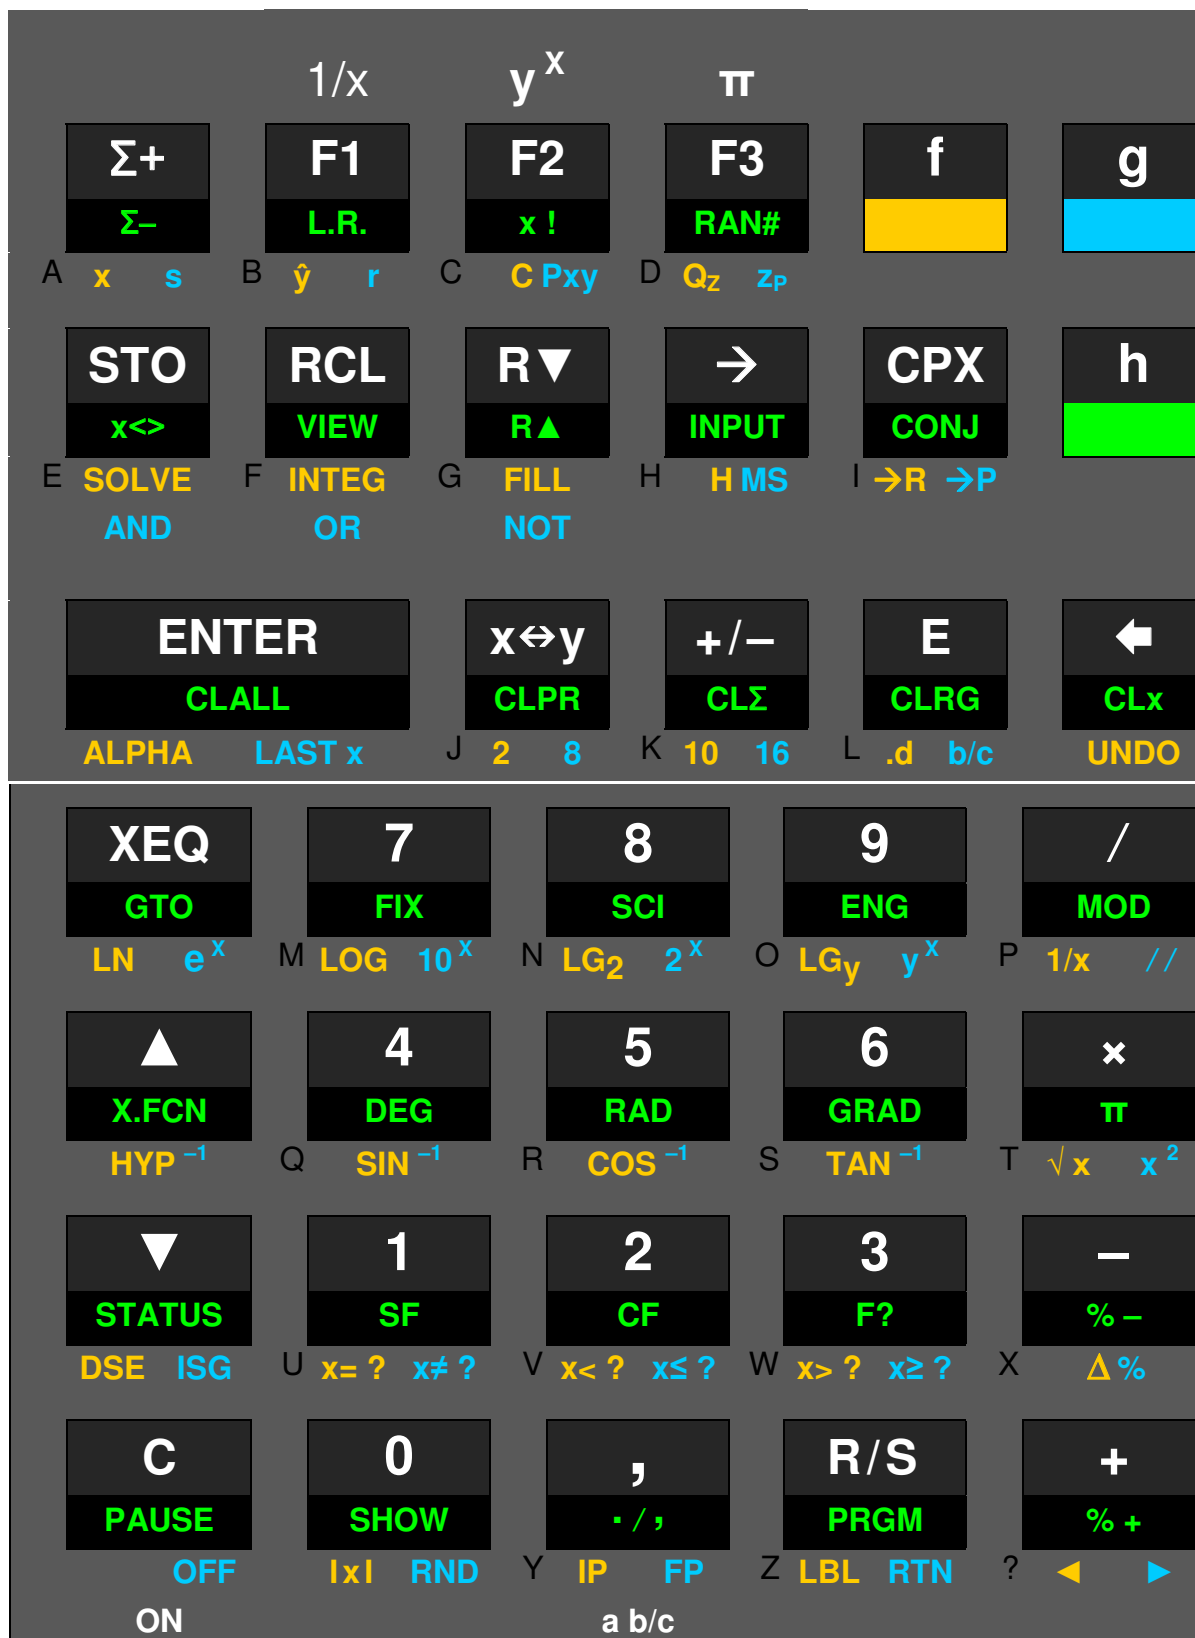 1/x y^x π
Σ+ F1 F2 F3 f g
Σ– L.R. x ! RAN#
A x s B ŷ r C C Pxy D Q_Z z_P
STO RCL R▼ → CPX h
x<> VIEW R▲ INPUT CONJ
E SOLVE F INTEG G FILL H H MS I →R →P
AND OR NOT
ENTER x↔y +/– E 🡄
CLALL CLPR CLΣ CLRG CLx
ALPHA LAST x J 2 8 K 10 16 L .d b/c UNDO
XEQ 7 8 9 /
GTO FIX SCI ENG MOD
LN e^x M LOG 10^x N LG_2 2^x O LG_y y^x P 1/x //
▲ 4 5 6 ×
X.FCN DEG RAD GRAD π
HYP ^–1 Q SIN ^–1 R COS ^–1 S TAN ^–1 T √ x x ^2
▼ 1 2 3 –
STATUS SF CF F? % –
DSE ISG U x= ? x≠ ? V x< ? x≤ ? W x> ? x≥ ? X Δ %
C 0 , R/S +
PAUSE SHOW . / , PRGM % +
OFF I x I RND Y IP FP Z LBL RTN ? ◄ ►
ON a b/c